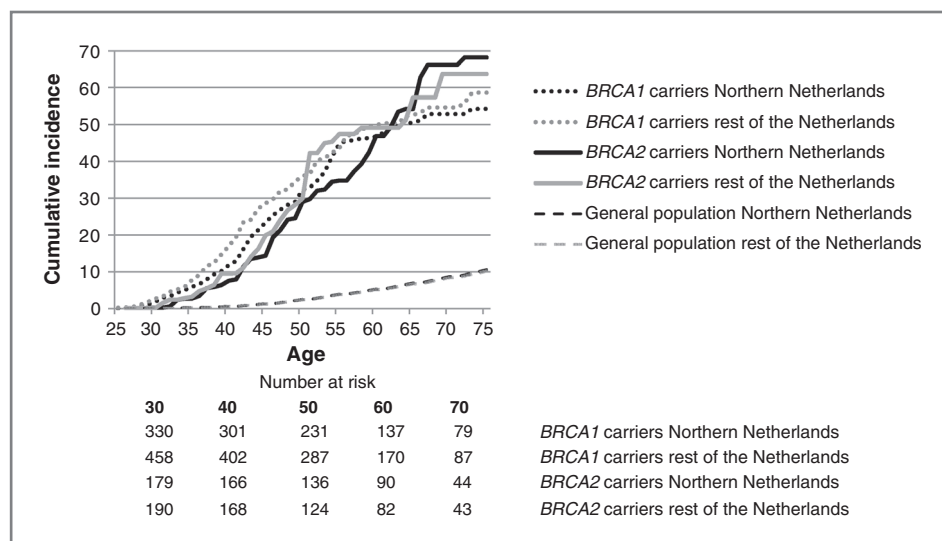 Cumulative incidence
70
60
50
40
30
20
10
0
25 30 35 40 45 50 55 60 65 70 75
Age
BRCA1 carriers Northern Netherlands
BRCA1 carriers rest of the Netherlands
BRCA2 carriers Northern Netherlands
BRCA2 carriers rest of the Netherlands
General population Northern Netherlands
General population rest of the Netherlands
Number at risk
30 40 50 60 70
330 301 231 137 79 BRCA1 carriers Northern Netherlands
458 402 287 170 87 BRCA1 carriers rest of the Netherlands
179 166 136 90 44 BRCA2 carriers Northern Netherlands
190 168 124 82 43 BRCA2 carriers rest of the Netherlands